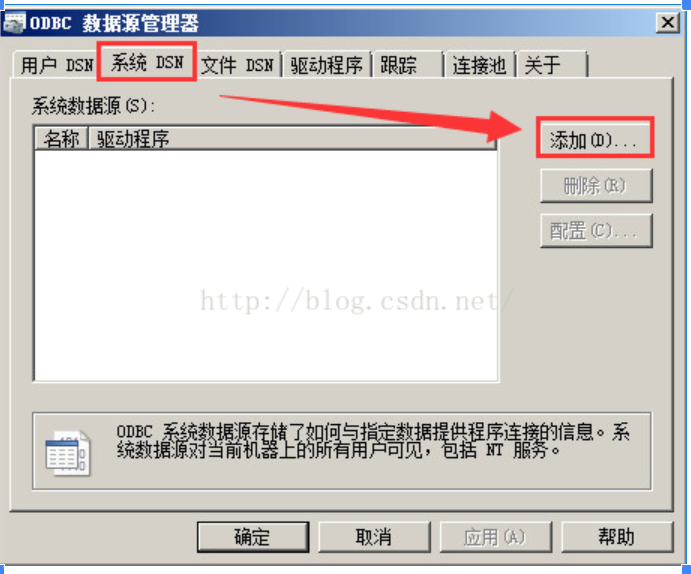 ODBC 数据源管理器
用户 DSN 系统 DSN 文件 DSN 驱动程序 跟踪 连接池 关于
系统数据源(S):
名称 驱动程序
添加(D)...
删除(R)
配置(C)...
http://blog.csdn.net/
ODBC 系统数据源存储了如何与指定数据提供程序连接的信息。系
统数据源对当前机器上的所有用户可见，包括 NT 服务。
确定 取消 应用(A) 帮助